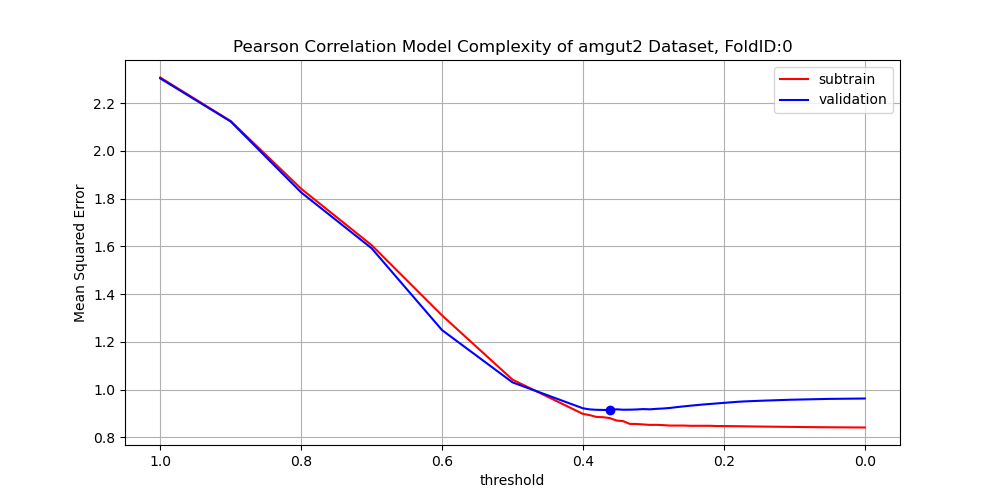 Pearson Correlation Model Complexity of amgut2 Dataset, FoldID:0
subtrain
validation
Mean Squared Error
2.2
2.0
1.8
1.6
1.4
1.2
1.0
0.8
1.0 0.8 0.6 0.4 0.2 0.0
threshold